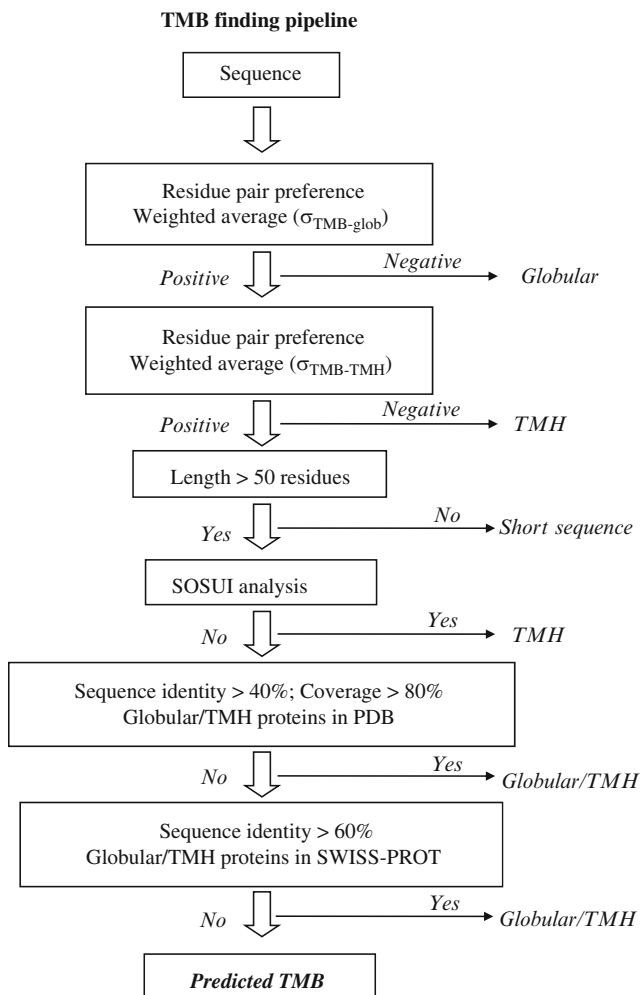 TMB finding pipeline
Sequence
Residue pair preference
Weighted average (σTMB-glob)
Positive
Negative
Globular
Residue pair preference
Weighted average (σTMB-TMH)
Positive
Negative
TMH
Length > 50 residues
Yes
No
Short sequence
SOSUI analysis
No
Yes
TMH
Sequence identity > 40%; Coverage > 80%
Globular/TMH proteins in PDB
No
Yes
Globular/TMH
Sequence identity > 60%
Globular/TMH proteins in SWISS-PROT
No
Yes
Globular/TMH
Predicted TMB